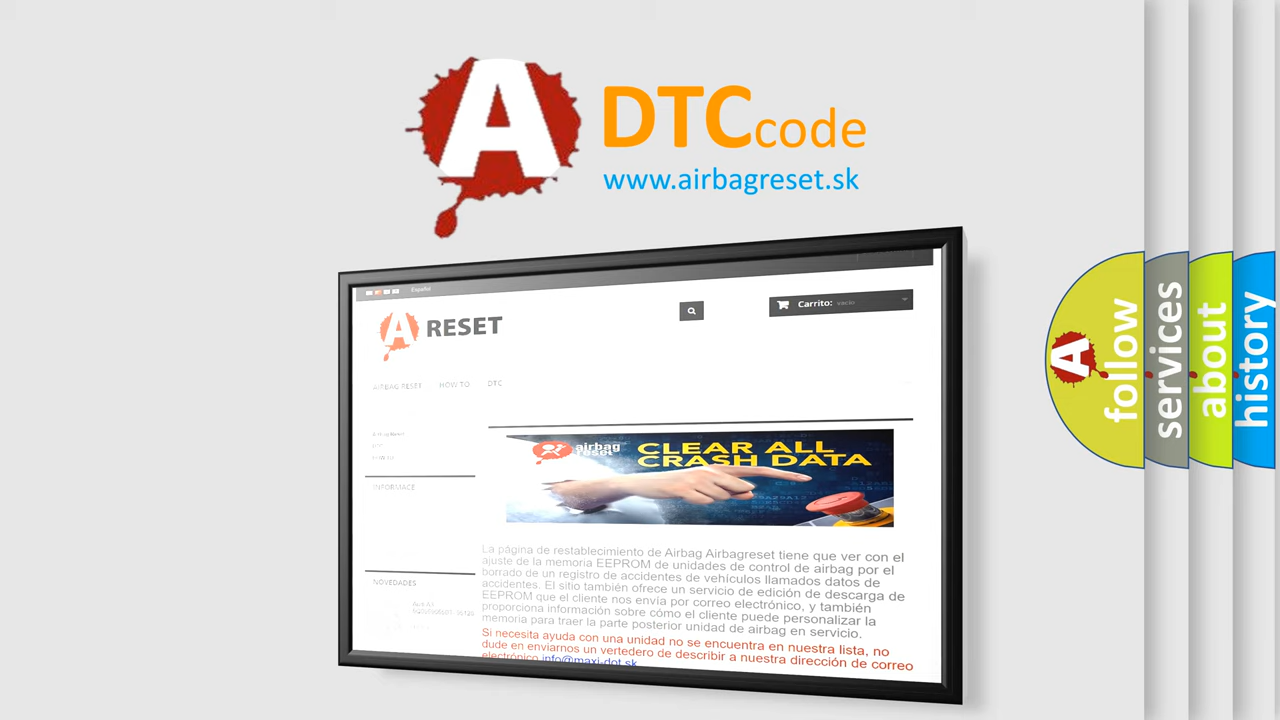 A
DTCcode
www.airbagreset.sk
Español
A RESET
Carrito: vacío
AIRBAG RESET HOW TO DTC
INFORMACE
NOVEDADES
airbag
reset
CLEAR ALL
CRASH DATA
La página de restablecimiento de Airbag Airbagreset tiene que ver con el
ajuste de la memoria EEPROM de unidades de control de airbag por el
borrado de un registro de accidentes de vehículos llamados datos de
accidentes. El sitio también ofrece un servicio de edición de descarga de
EEPROM que el cliente nos envía por correo electrónico, y también
proporciona información sobre cómo el cliente puede personalizar la
memoria para traer la parte posterior unidad de airbag en servicio.
Si necesita ayuda con una unidad no se encuentra en nuestra lista, no
dude en enviarnos un vertedero de describir a nuestra dirección de correo
electrónico info@maxi-dot.sk
A
follow
services
about
history